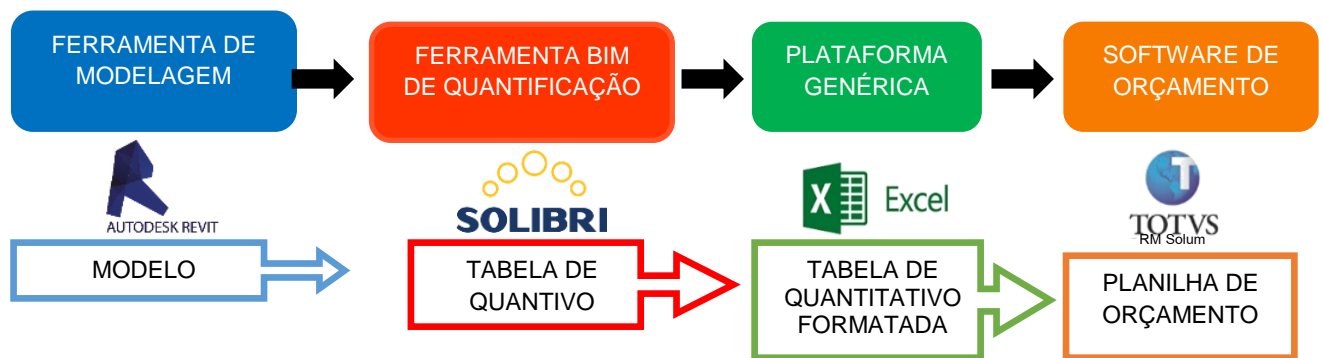 FERRAMENTA DE
MODELAGEM
FERRAMENTA BIM
DE QUANTIFICAÇÃO
PLATAFORMA
GENÉRICA
SOFTWARE DE
ORÇAMENTO
AUTODESK REVIT
SOLIBRI
X
Excel
T
TOTVS
RM Solum
MODELO
TABELA DE
QUANTIVO
TABELA DE
QUANTITATIVO
FORMATADA
PLANILHA DE
ORÇAMENTO